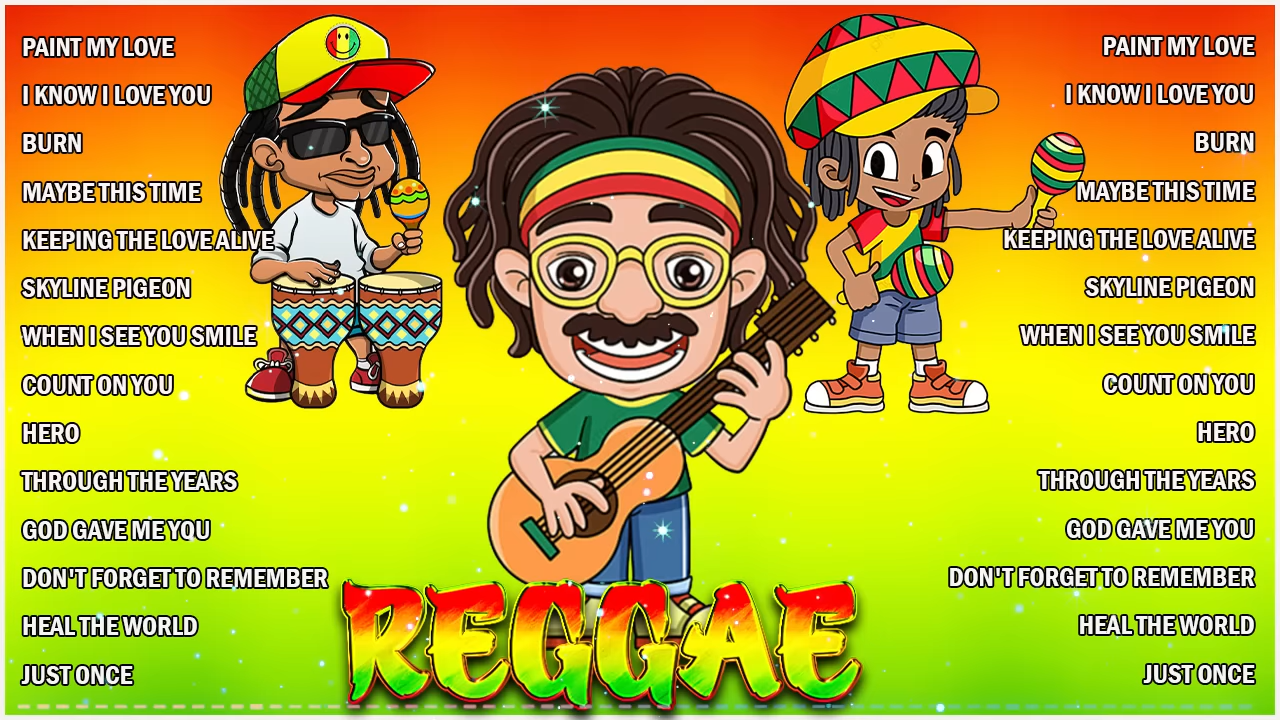 PAINT MY LOVE
I KNOW I LOVE YOU
BURN
MAYBE THIS TIME
KEEPING THE LOVE ALIVE
SKYLINE PIGEON
WHEN I SEE YOU SMILE
COUNT ON YOU
HERO
THROUGH THE YEARS
GOD GAVE ME YOU
DON'T FORGET TO REMEMBER
HEAL THE WORLD
JUST ONCE
PAINT MY LOVE
I KNOW I LOVE YOU
BURN
MAYBE THIS TIME
KEEPING THE LOVE ALIVE
SKYLINE PIGEON
WHEN I SEE YOU SMILE
COUNT ON YOU
HERO
THROUGH THE YEARS
GOD GAVE ME YOU
DON'T FORGET TO REMEMBER
HEAL THE WORLD
JUST ONCE
REGGAE